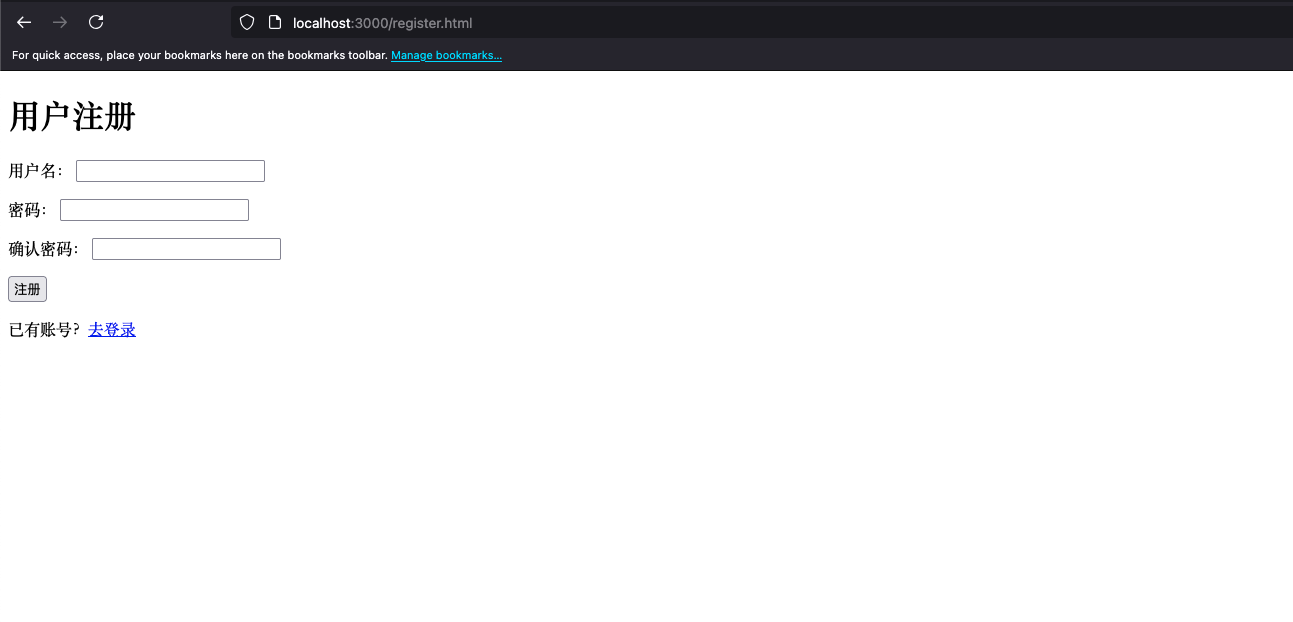 localhost:3000/register.html
For quick access, place your bookmarks here on the bookmarks toolbar. Manage bookmarks...
用户注册
用户名：
密码：
确认密码：
注册
已有账号？去登录